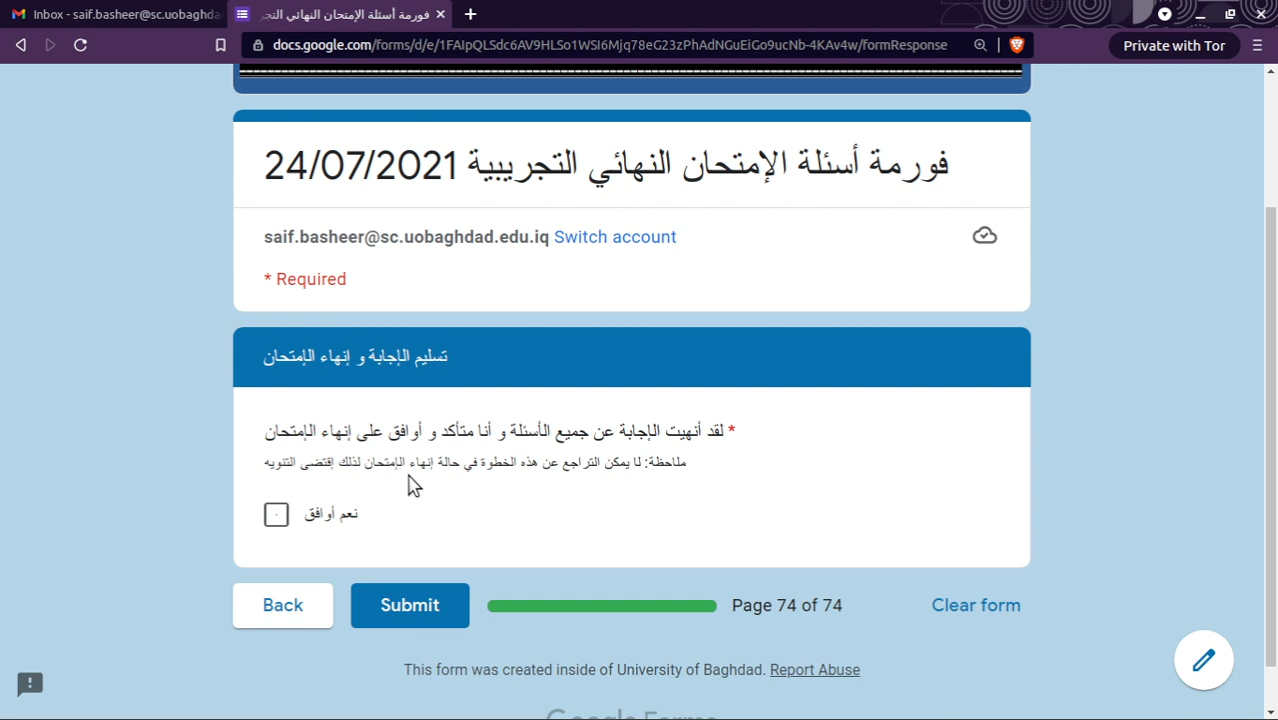 Inbox - saif.basheer@sc.uobaghda
فورمة أسئلة الإمتحان النهائي التجر
docs.google.com/forms/d/e/1FAIpQLSdc6AV9HLSo1WSI6Mjq78eG23zPhAdNGuEiGo9ucNb-4KAv4w/formResponse
Private with Tor
فورمة أسئلة الإمتحان النهائي التجريبية 24/07/2021
saif.basheer@sc.uobaghdad.edu.iq Switch account
* Required
تسليم الإجابة و إنهاء الإمتحان
لقد أنهيت الإجابة عن جميع الأسئلة و أنا متأكد و أوافق على إنهاء الإمتحان *
ملاحظة: لا يمكن التراجع عن هذه الخطوة في حالة إنهاء الإمتحان لذلك إقتضى التنويه
نعم أوافق
Back
Submit
Page 74 of 74
Clear form
This form was created inside of University of Baghdad. Report Abuse
Google Forms